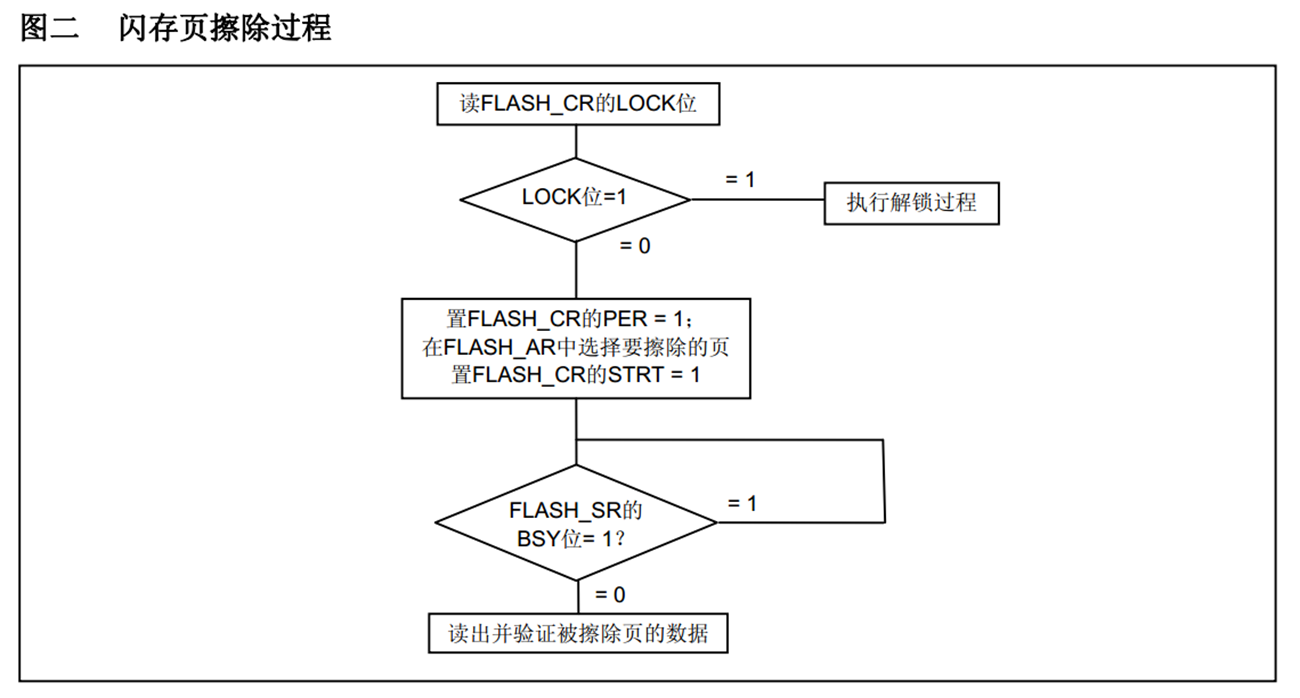 图二 闪存页擦除过程
读FLASH_CR的LOCK位
LOCK位=1
= 1
执行解锁过程
= 0
置FLASH_CR的PER = 1;
在FLASH_AR中选择要擦除的页
置FLASH_CR的STRT = 1
FLASH_SR的
BSY位= 1?
= 1
= 0
读出并验证被擦除页的数据